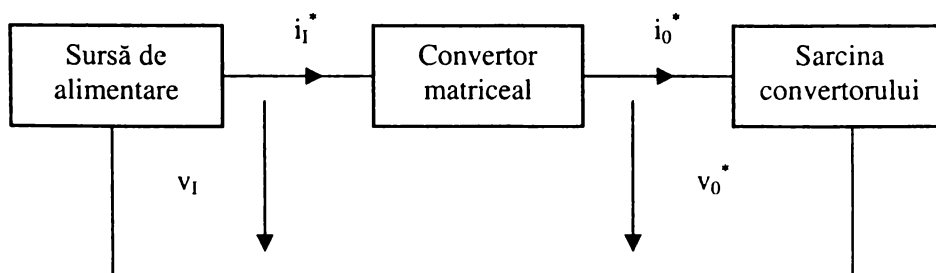 i_I^*
i_0^*
Sursă de
alimentare
Convertor
matriceal
Sarcina
convertorului
v_I
v_0^*